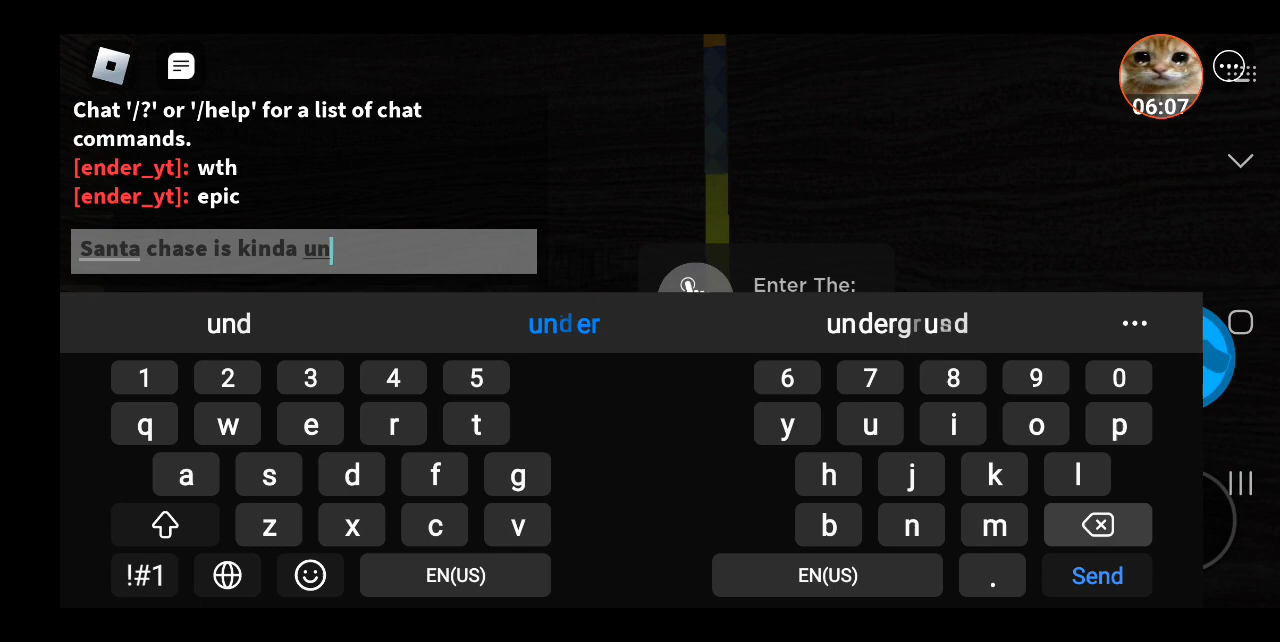 Chat '/?' or '/help' for a list of chat
commands.
[ender_yt]: wth
[ender_yt]: epic
Santa chase is kinda un
06:07
Enter The:
und under
1 2 3 4 5 6 7 8 9 0
q w e r t y u i o p
a s d f g h j k l
z x c v b n m
!#1 EN(US) EN(US) . Send